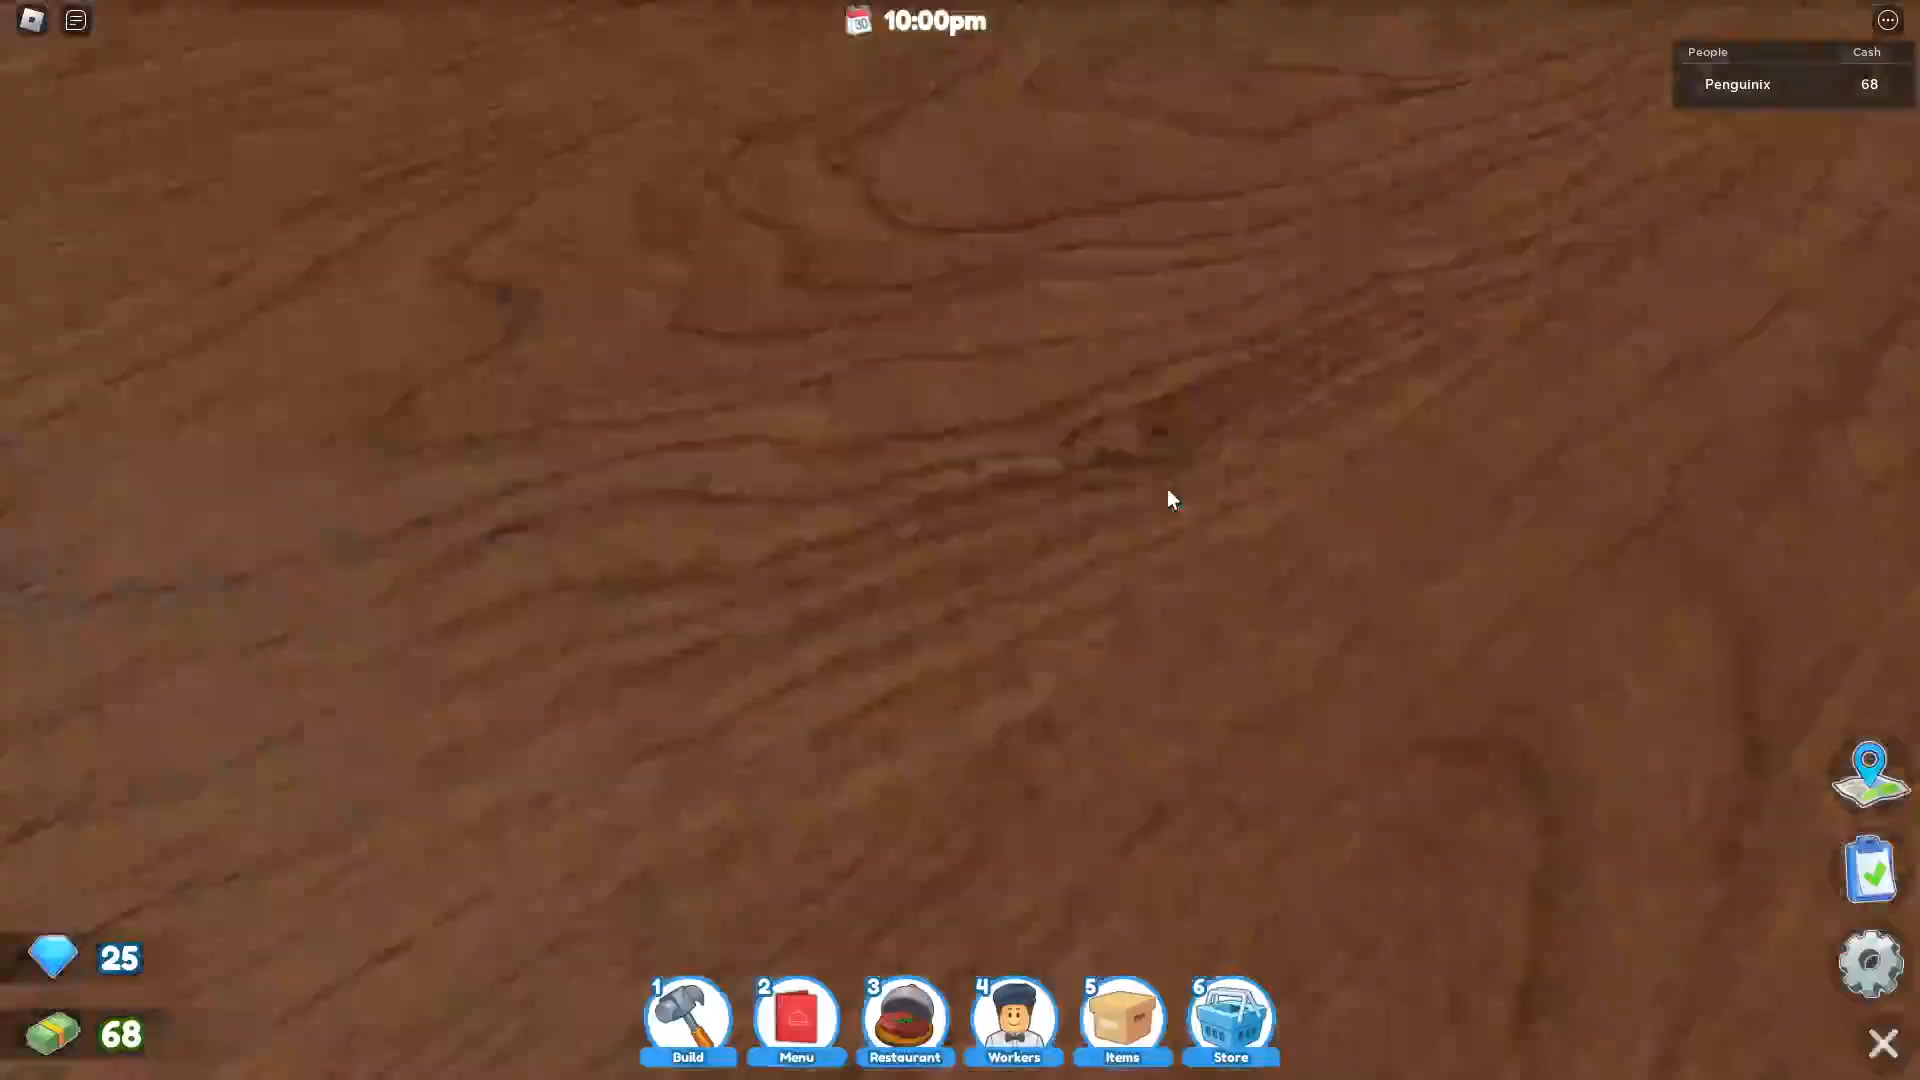 10:00pm
People Cash
Penguinix 68
30
25
68
1 2 3 4 5 6
Build Menu Restaurant Workers Items Store